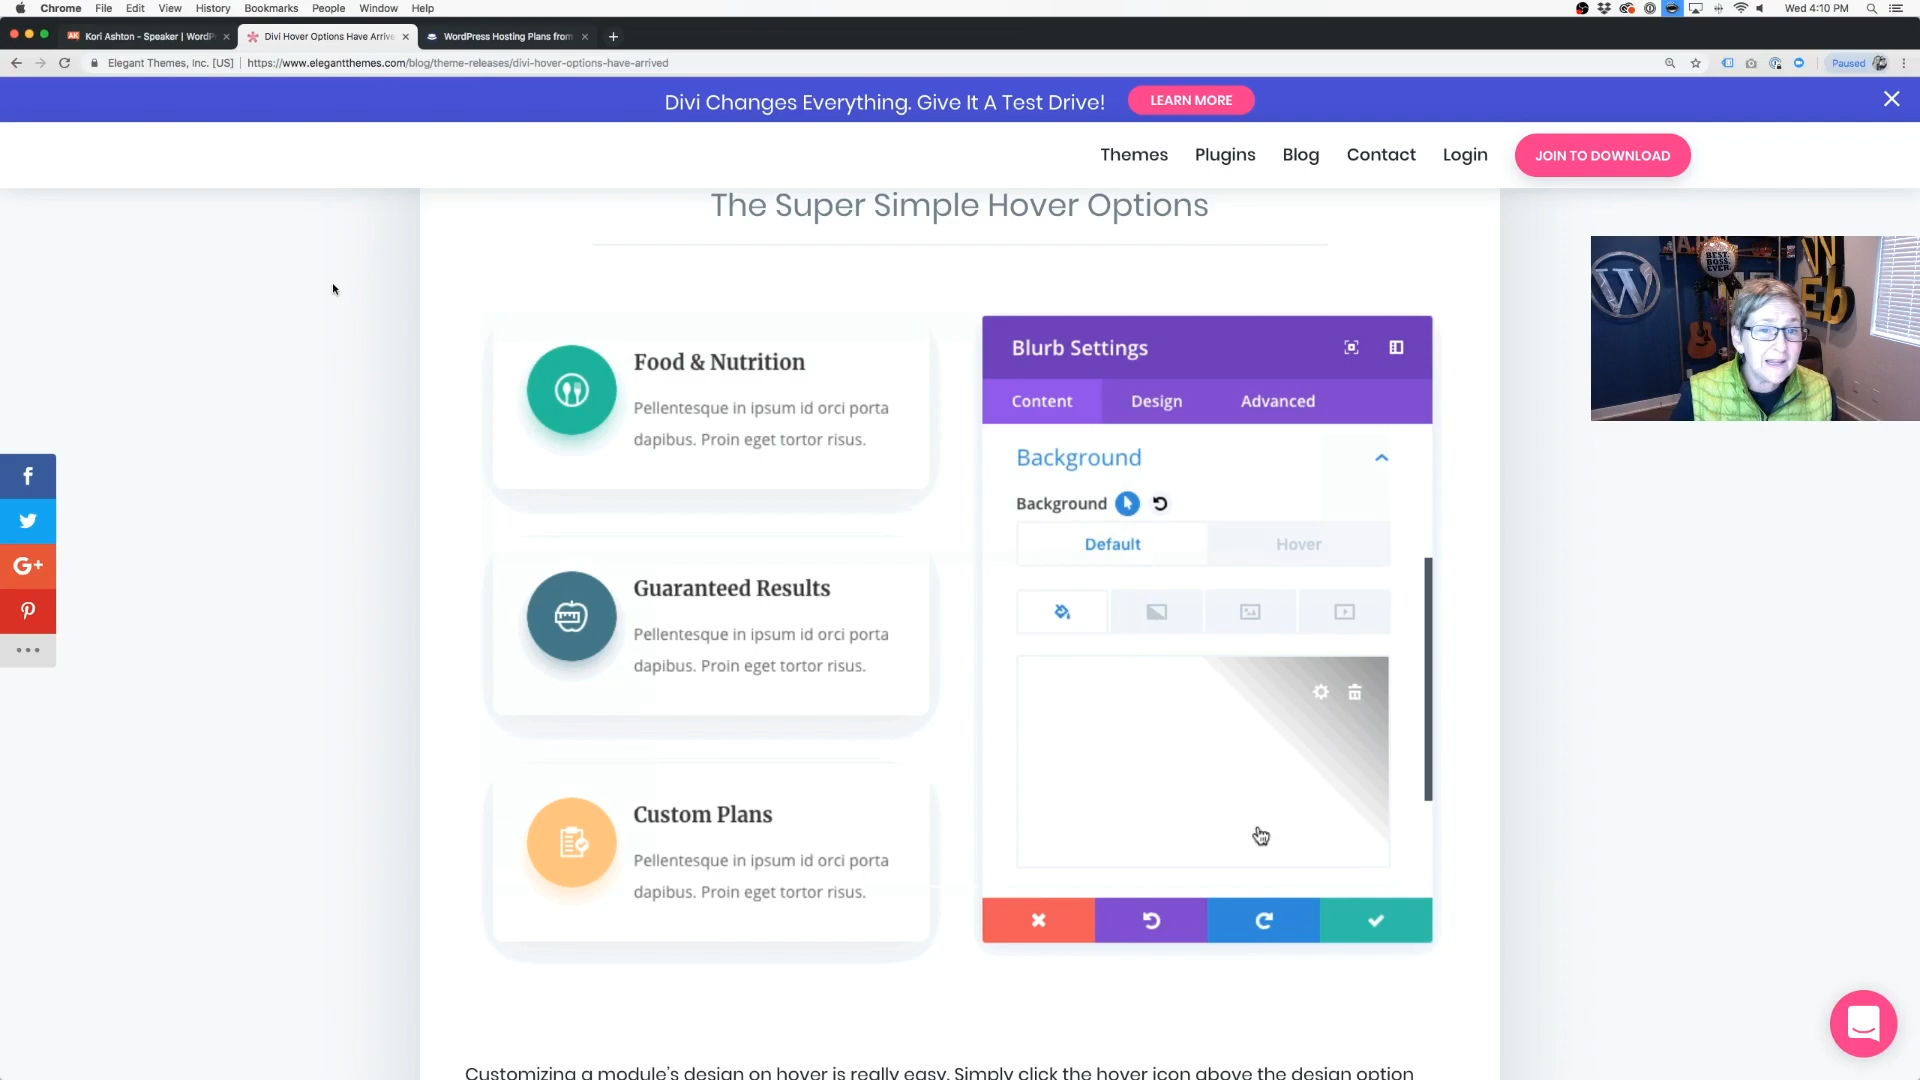 Chrome File Edit View History Bookmarks People Window Help Wed 4:10 PM
Kori Ashton - Speaker | WordP
Divi Hover Options Have Arrive
WordPress Hosting Plans from
Elegant Themes, Inc. [US] | https://www.elegantthemes.com/blog/theme-releases/divi-hover-options-have-arrived
Paused
Divi Changes Everything. Give It A Test Drive! LEARN MORE
Themes Plugins Blog Contact Login JOIN TO DOWNLOAD
The Super Simple Hover Options
BEST. BOSS. EVER.
Food & Nutrition
Pellentesque in ipsum id orci porta
dapibus. Proin eget tortor risus.
Guaranteed Results
Pellentesque in ipsum id orci porta
dapibus. Proin eget tortor risus.
Custom Plans
Pellentesque in ipsum id orci porta
dapibus. Proin eget tortor risus.
Blurb Settings
Content Design Advanced
Background
Background
Default Hover
Customizing a module's design on hover is really easy. Simply click the hover icon above the design option